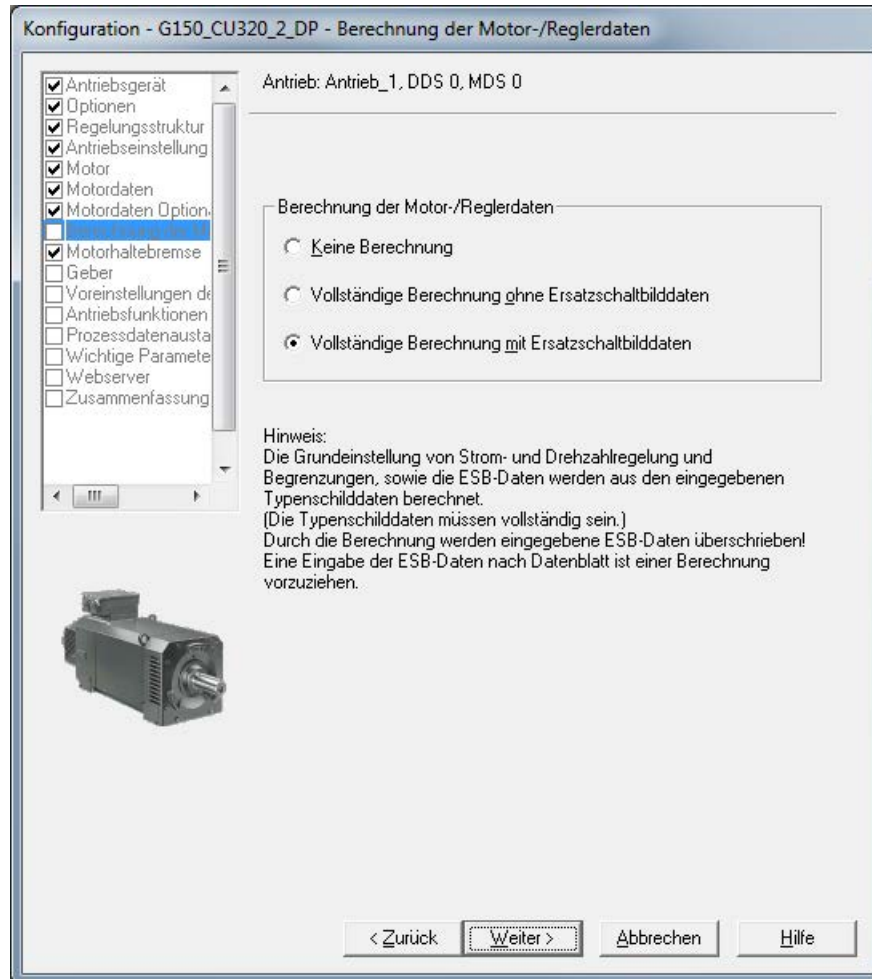 Konfiguration - G150_CU320_2_DP - Berechnung der Motor-/Reglerdaten
Antriebsgerät
Optionen
Regelungsstruktur
Antriebseinstellung
Motor
Motordaten
Motordaten Option
Berechnung der M
Motorhaltebremse
Geber
Voreinstellungen de
Antriebsfunktionen
Prozessdatenausta
Wichtige Paramete
Webserver
Zusammenfassung
Antrieb: Antrieb_1, DDS 0, MDS 0
Berechnung der Motor-/Reglerdaten
Keine Berechnung
Vollständige Berechnung ohne Ersatzschaltbilddaten
Vollständige Berechnung mit Ersatzschaltbilddaten
Hinweis:
Die Grundeinstellung von Strom- und Drehzahlregelung und
Begrenzungen, sowie die ESB-Daten werden aus den eingegebenen
Typenschilddaten berechnet.
(Die Typenschilddaten müssen vollständig sein.)
Durch die Berechnung werden eingegebene ESB-Daten überschrieben!
Eine Eingabe der ESB-Daten nach Datenblatt ist einer Berechnung
vorzuziehen.
< Zurück
Weiter >
Abbrechen
Hilfe